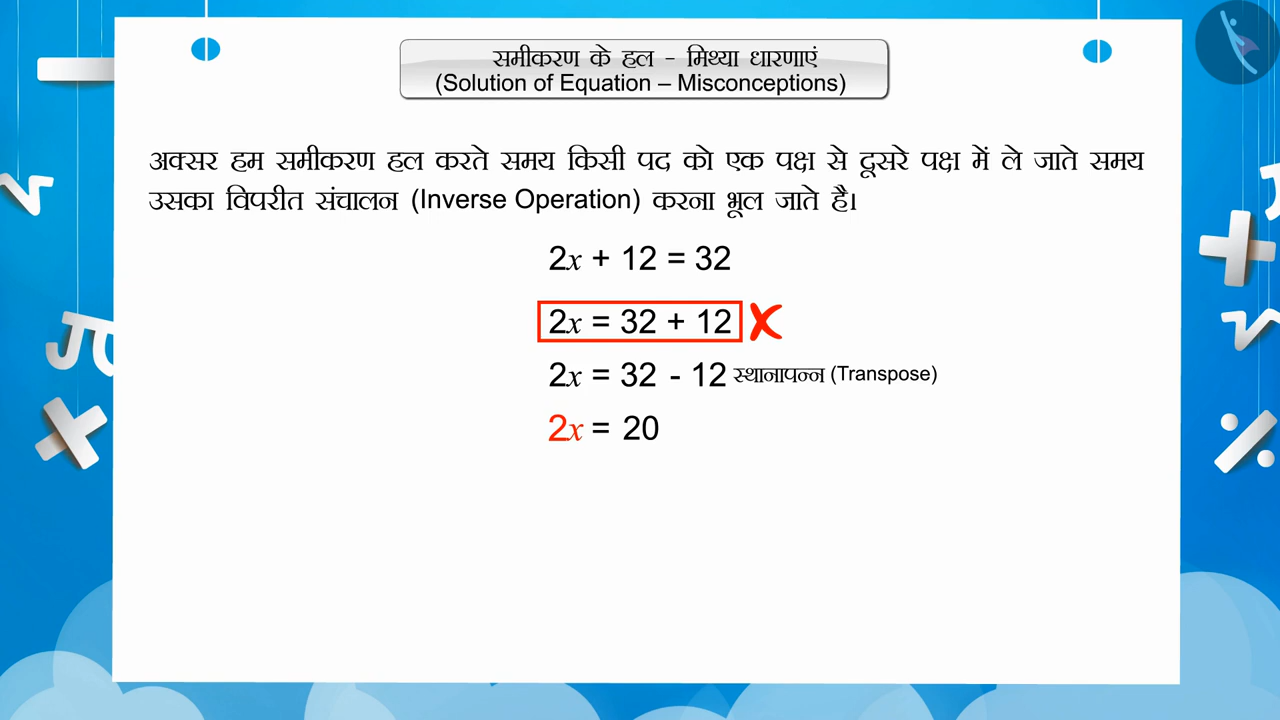 समीकरण के हल - मिथ्या धारणाएं
(Solution of Equation – Misconceptions)
अक्सर हम समीकरण हल करते समय किसी पद को एक पक्ष से दूसरे पक्ष में ले जाते समय
उसका विपरीत संचालन (Inverse Operation) करना भूल जाते है।
2x + 12 = 32
2x = 32 + 12
2x = 32 - 12 स्थानापन्न (Transpose)
2x = 20